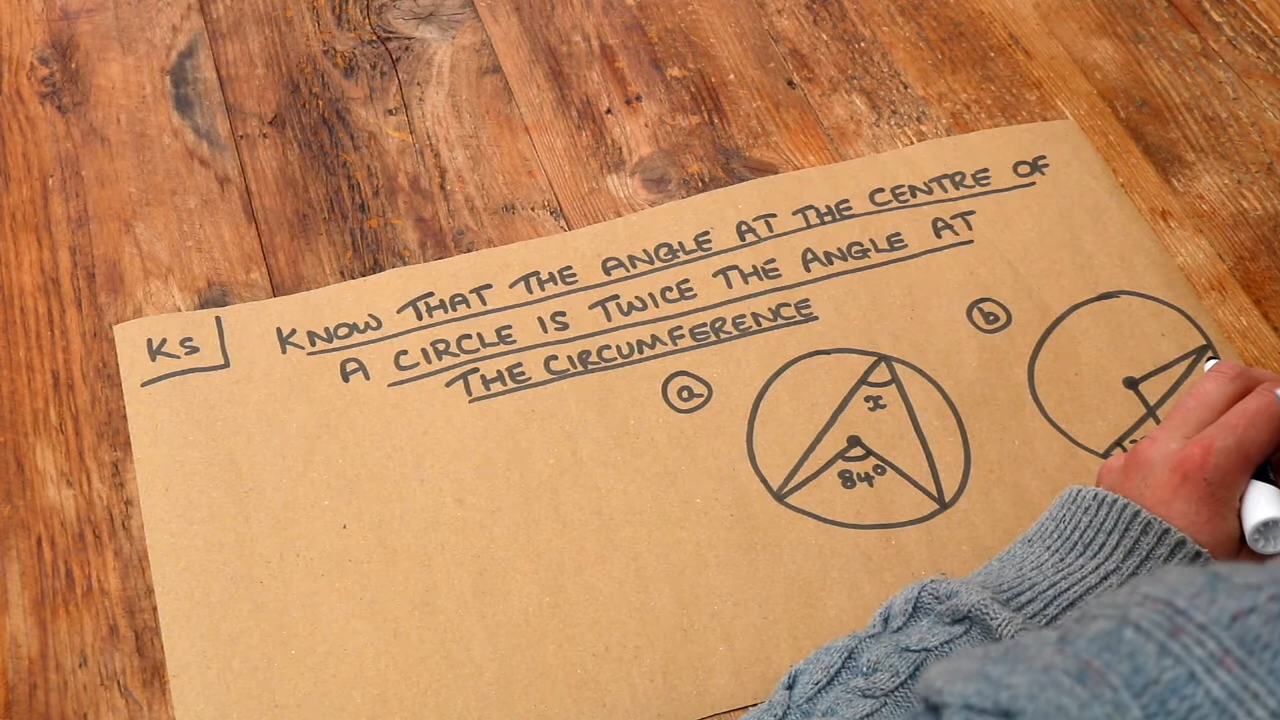 Ks
KNOW THAT THE ANGLE AT THE CENTRE OF
A CIRCLE IS TWICE THE ANGLE AT
THE CIRCUMFERENCE
a
x
84°
b